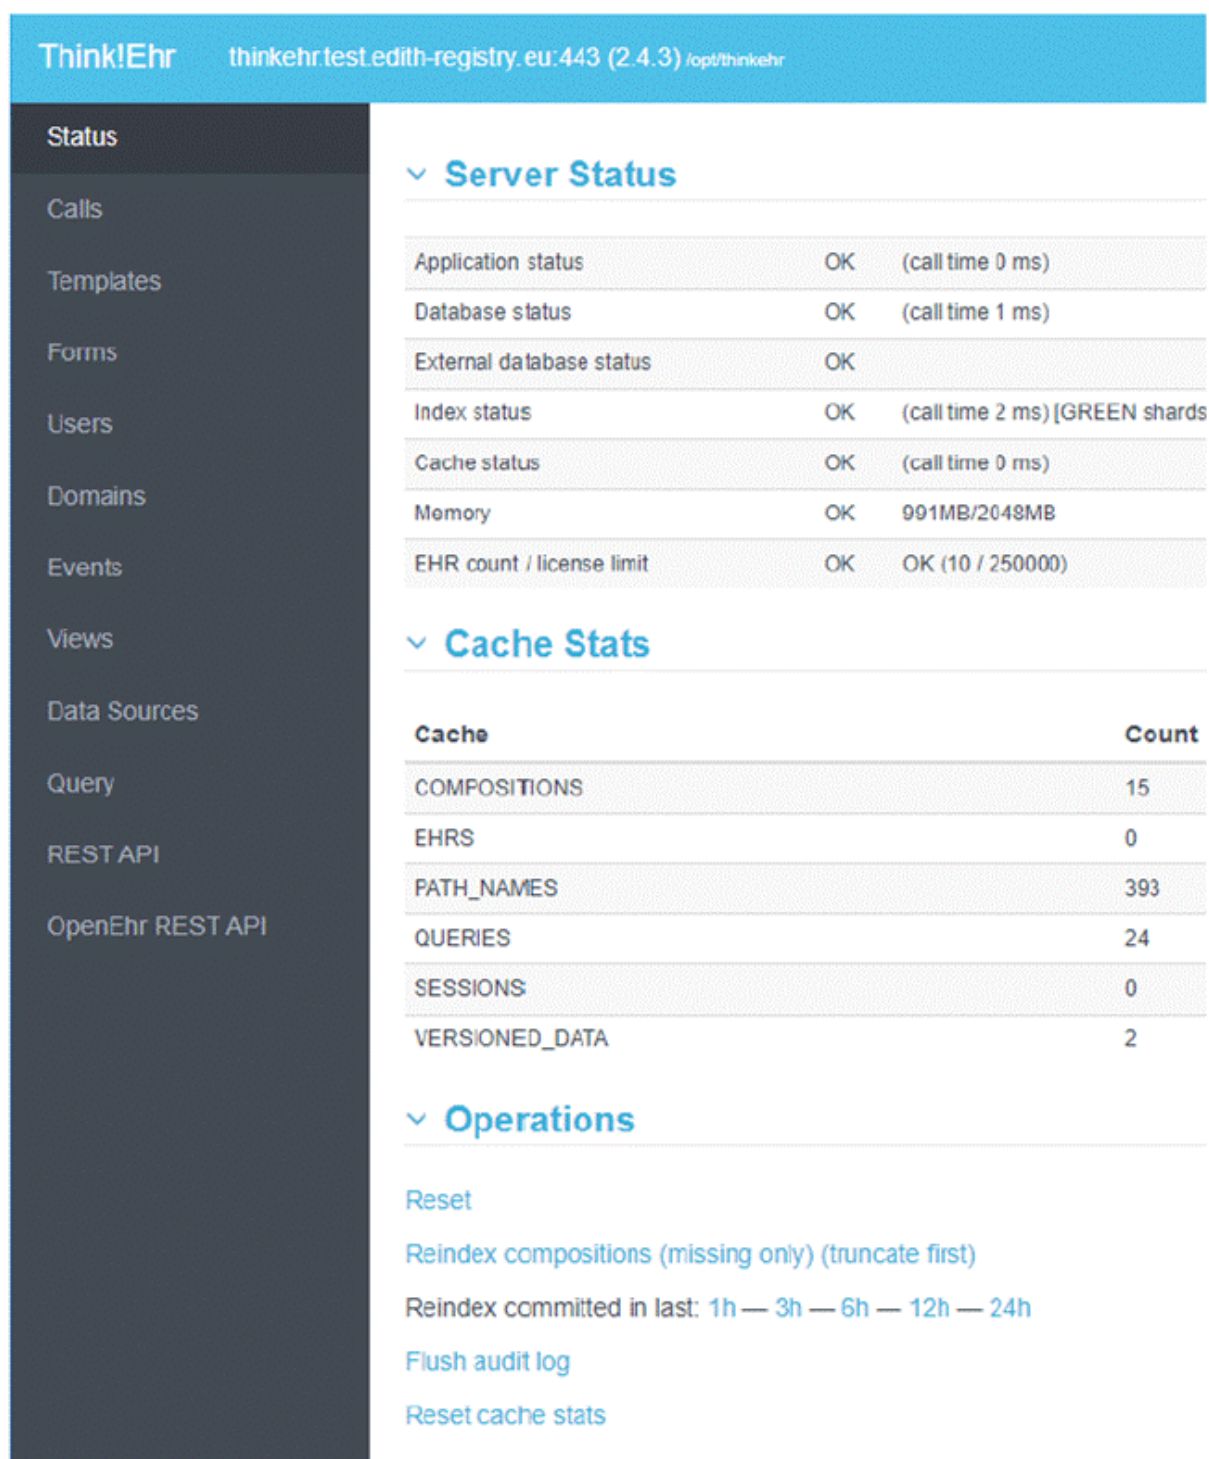 Think!Ehr thinkehr.test.edith-registry.eu:443 (2.4.3) /opt/thinkehr
Status
Calls
Templates
Forms
Users
Domains
Events
Views
Data Sources
Query
REST API
OpenEhr REST API
Server Status
Application status OK (call time 0 ms)
Database status OK (call time 1 ms)
External database status OK
Index status OK (call time 2 ms) [GREEN shards
Cache status OK (call time 0 ms)
Memory OK 991MB/2048MB
EHR count / license limit OK OK (10 / 250000)
Cache Stats
Cache Count
COMPOSITIONS 15
EHRS 0
PATH_NAMES 393
QUERIES 24
SESSIONS 0
VERSIONED_DATA 2
Operations
Reset
Reindex compositions (missing only) (truncate first)
Reindex committed in last: 1h — 3h — 6h — 12h — 24h
Flush audit log
Reset cache stats